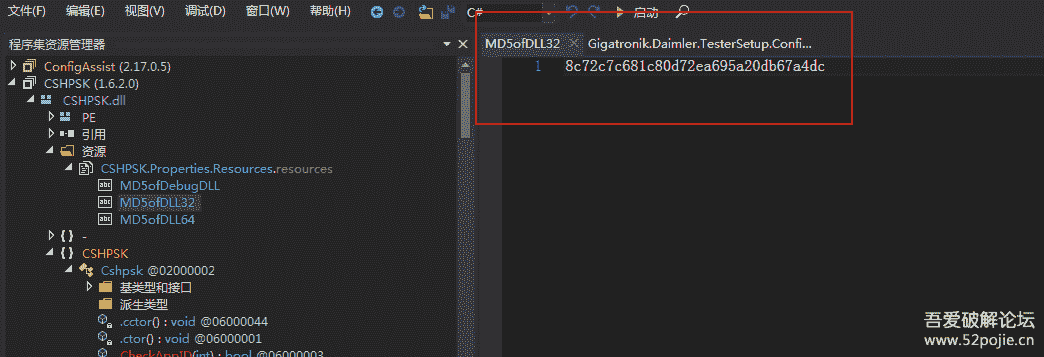 文件(F) 编辑(E) 视图(V) 调试(D) 窗口(W) 帮助(H) C# 启动
程序集资源管理器
MD5ofDLL32 Gigatronik.Daimler.TesterSetup.Confi...
1 8c72c7c681c80d72ea695a20db67a4dc
ConfigAssist (2.17.0.5)
CSHPSK (1.6.2.0)
CSHPSK.dll
PE
引用
资源
CSHPSK.Properties.Resources.resources
MD5ofDebugDLL
MD5ofDLL32
MD5ofDLL64
{ } -
{ } CSHPSK
Cshpsk @02000002
基类型和接口
派生类型
.cctor() : void @06000044
.ctor() : void @06000001
CheckAppID(int) : bool @06000003
吾爱破解论坛
www.52pojie.cn